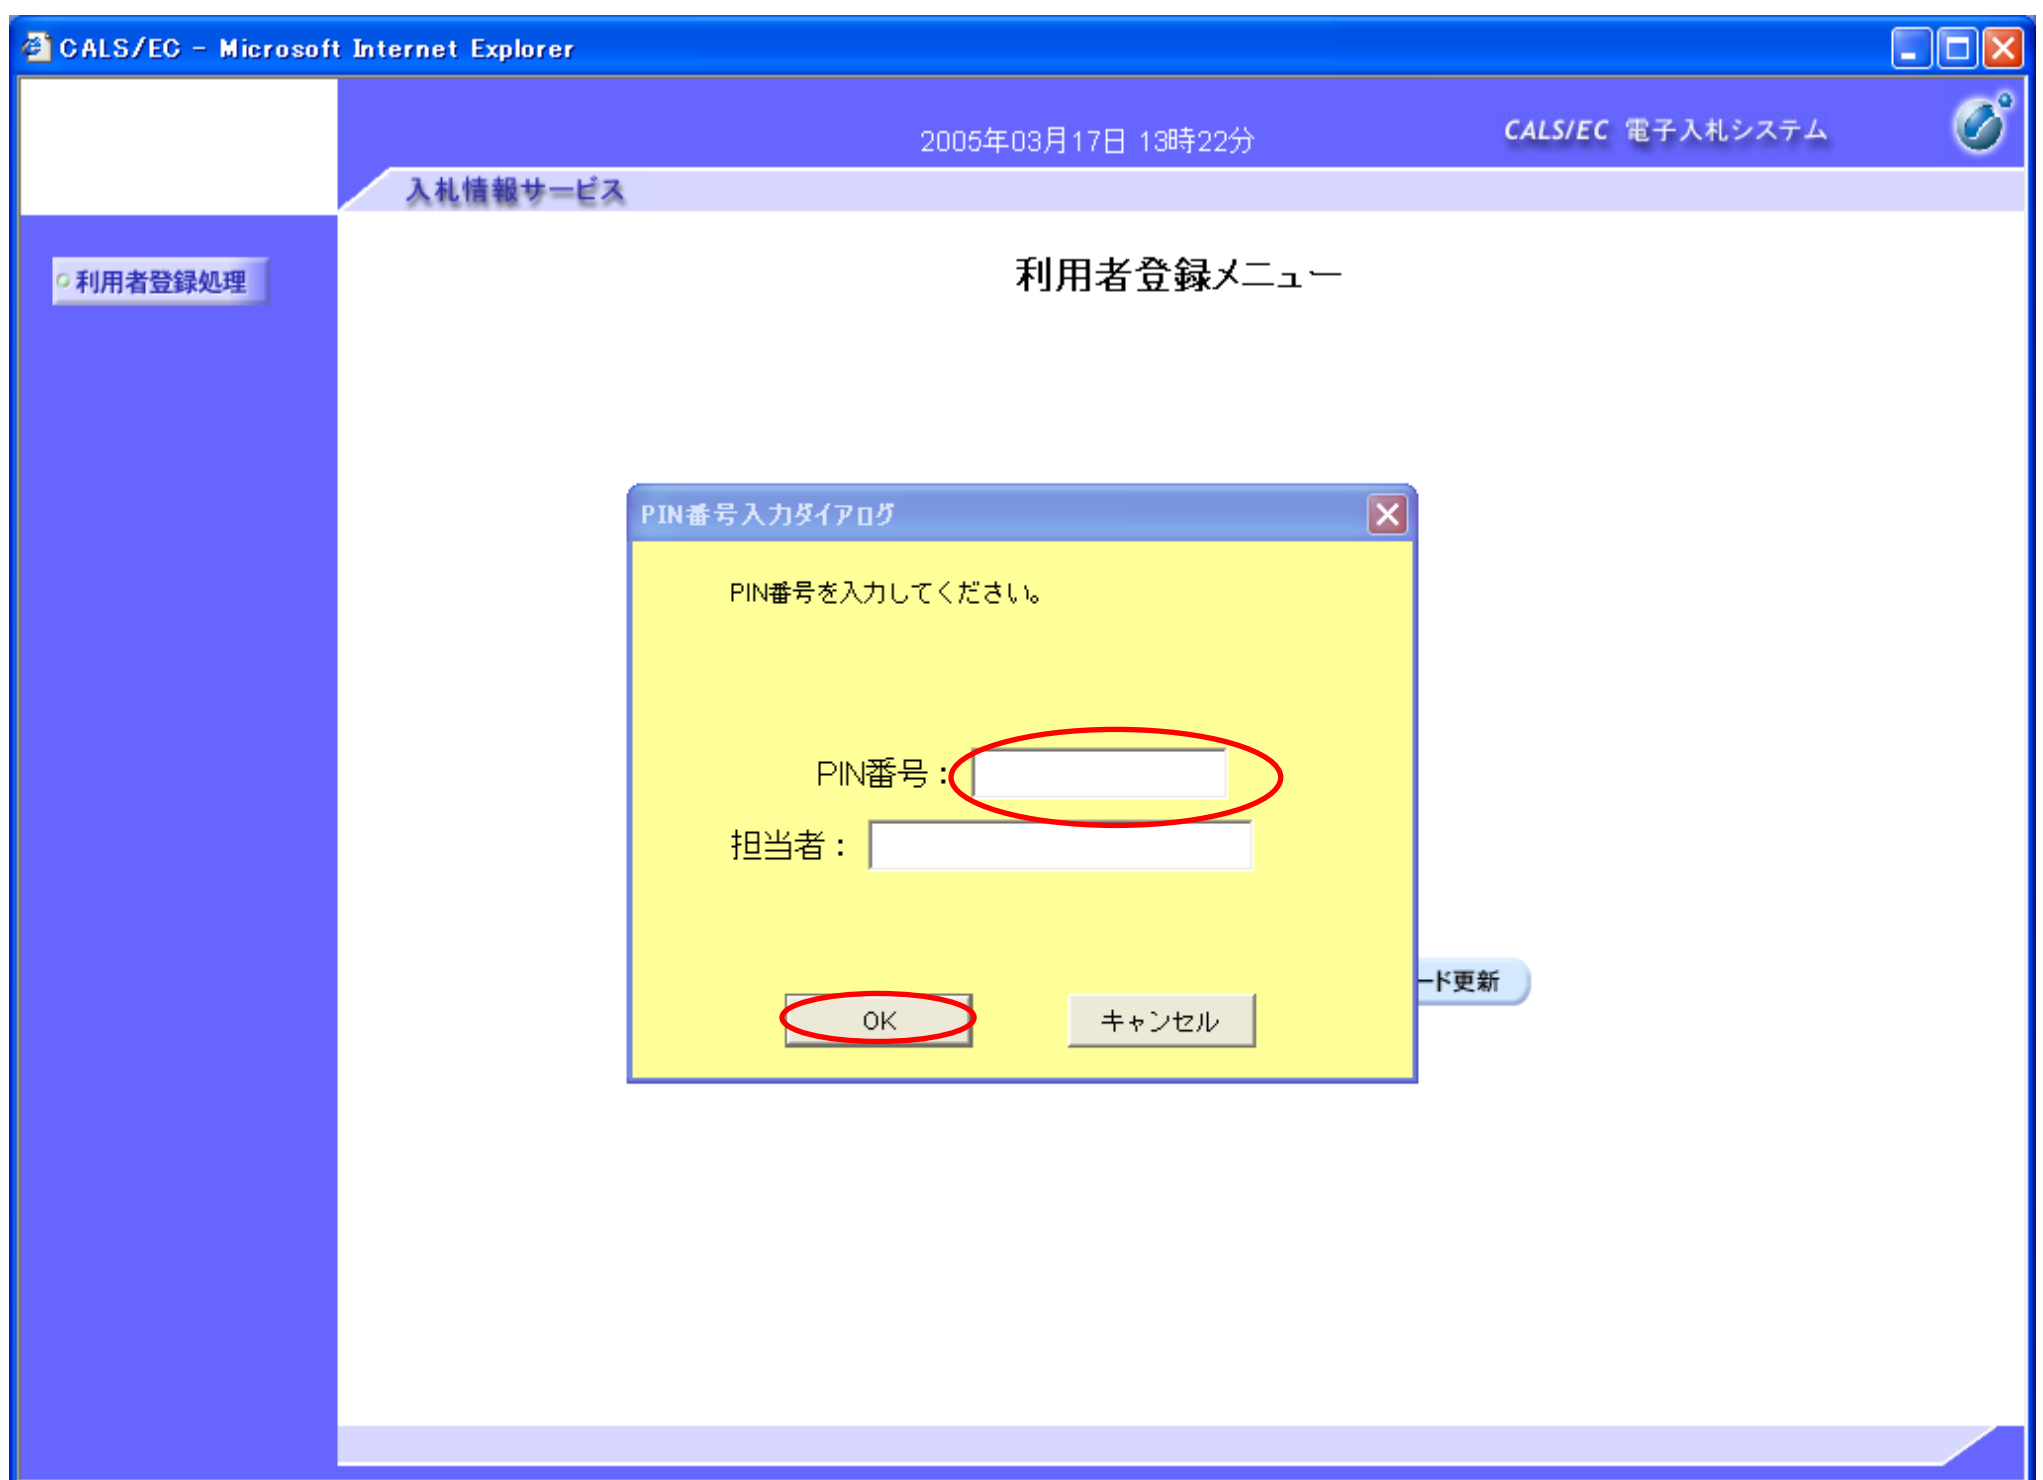 CALS/EC - Microsoft Internet Explorer
2005年03月17日 13時22分
CALS/EC 電子入札システム
入札情報サービス
利用者登録処理
利用者登録メニュー
PIN番号入力ダイアログ
PIN番号を入力してください。
PIN番号：
担当者：
ード更新
OK
キャンセル